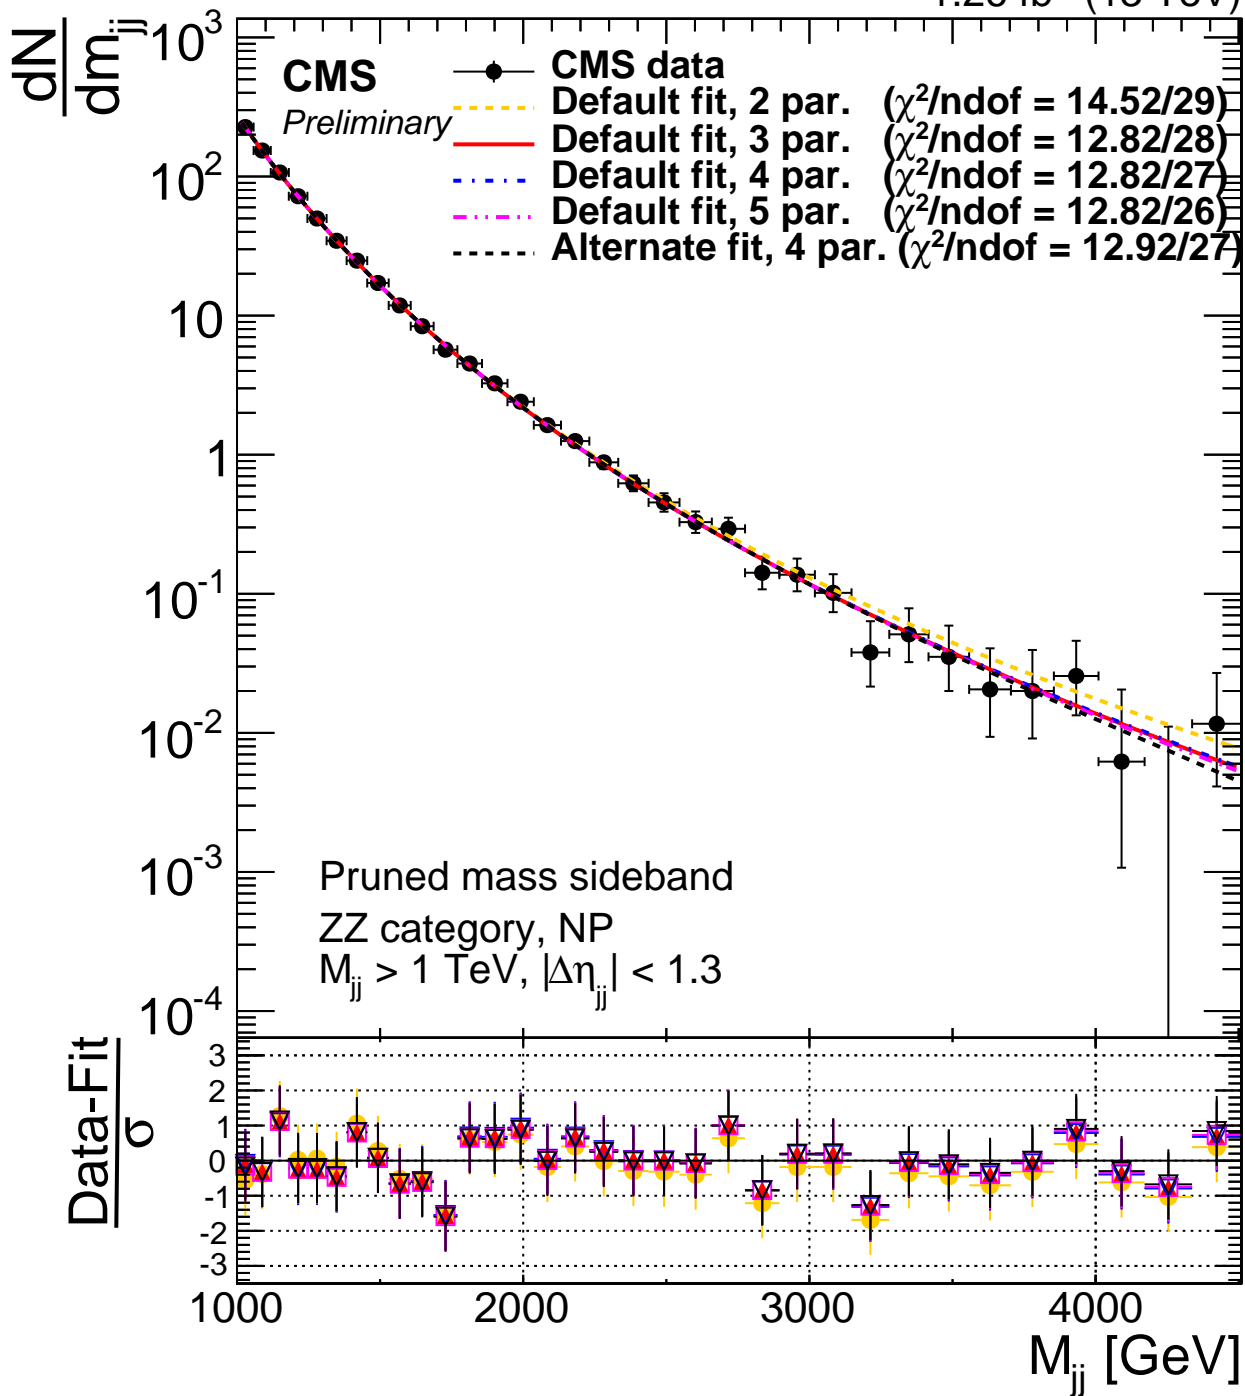 dN
dm_jj
CMS
Preliminary
CMS data
Default fit, 2 par. (χ²/ndof = 14.52/29)
Default fit, 3 par. (χ²/ndof = 12.82/28)
Default fit, 4 par. (χ²/ndof = 12.82/27)
Default fit, 5 par. (χ²/ndof = 12.82/26)
Alternate fit, 4 par. (χ²/ndof = 12.92/27)
10³
10²
10
1
10⁻¹
10⁻²
10⁻³
10⁻⁴
Pruned mass sideband
ZZ category, NP
M_jj > 1 TeV, |Δη_jj| < 1.3
Data-Fit
σ
3
2
1
0
-1
-2
-3
1000 2000 3000 4000
M_jj [GeV]